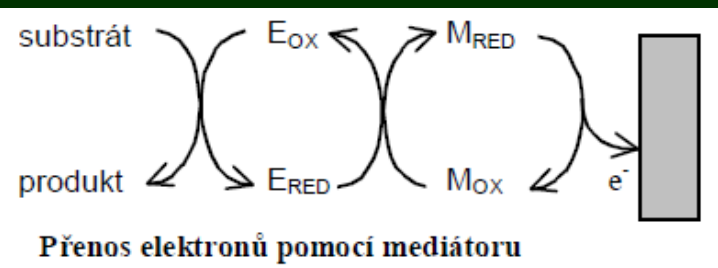 substrát E_OX M_RED
produkt E_RED M_OX e⁻
Přenos elektronů pomocí mediátoru